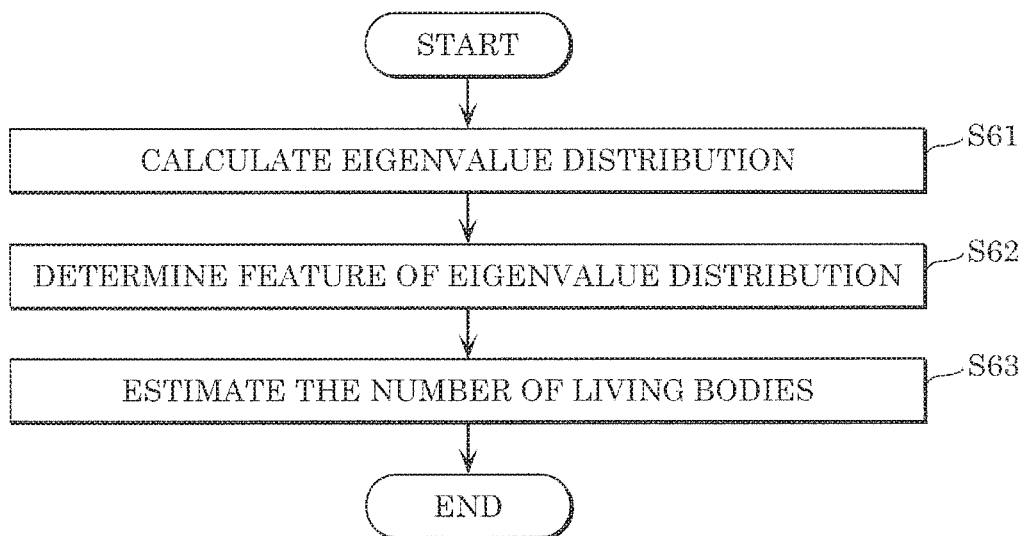 START
CALCULATE EIGENVALUE DISTRIBUTION
S61
DETERMINE FEATURE OF EIGENVALUE DISTRIBUTION
S62
ESTIMATE THE NUMBER OF LIVING BODIES
S63
END